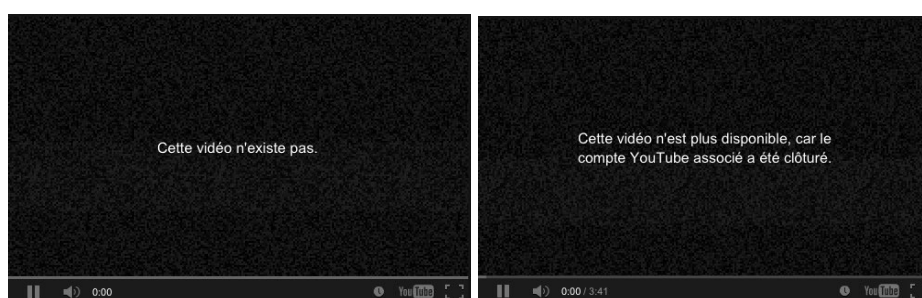 Cette vidéo n'existe pas.
0:00
YouTube
Cette vidéo n'est plus disponible, car le
compte YouTube associé a été clôturé.
0:00 / 3:41
YouTube